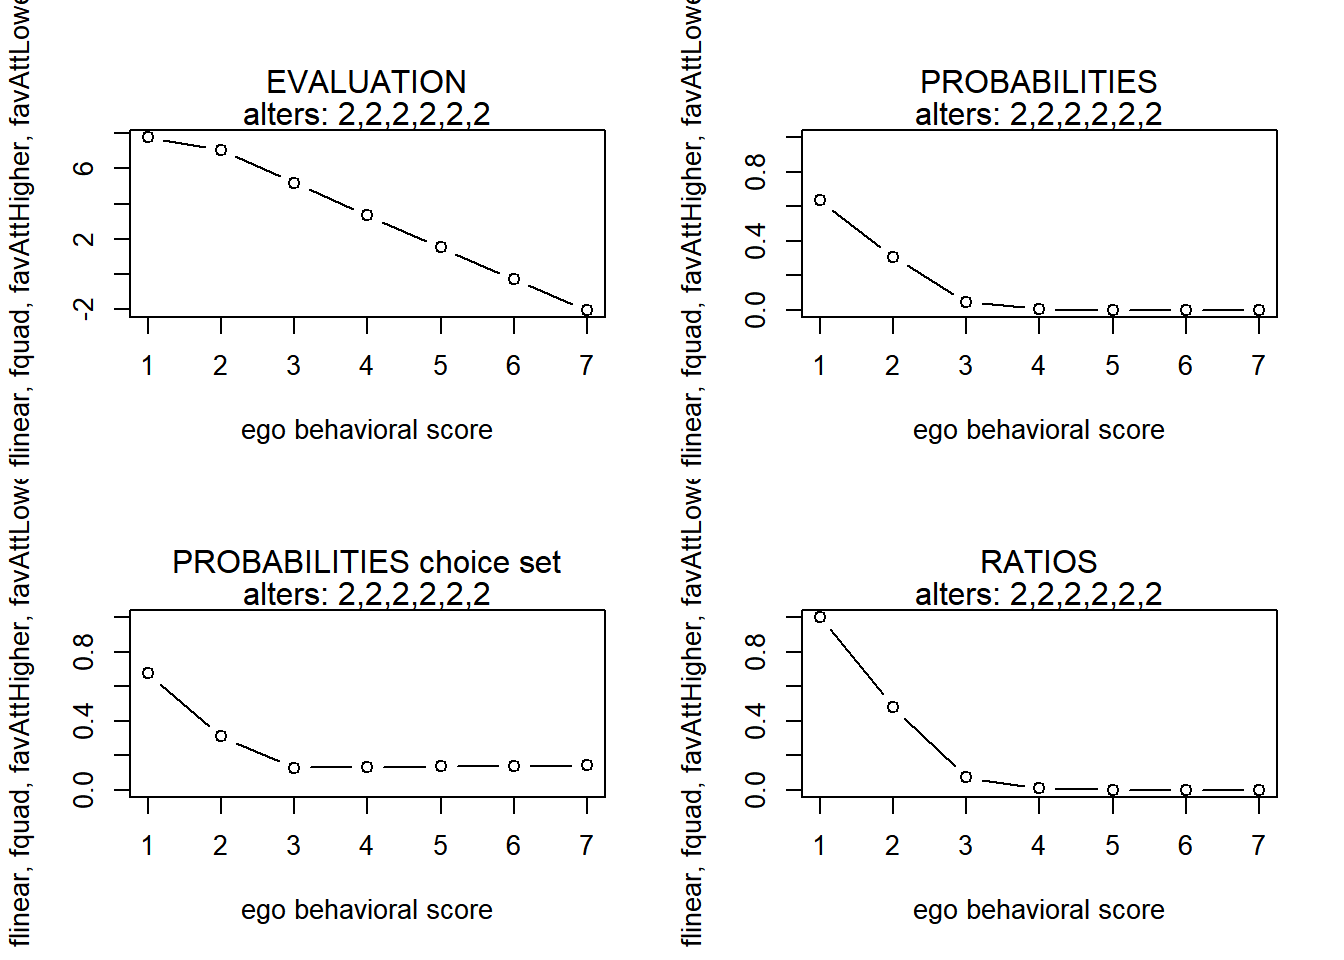 EVALUATION
alters: 2,2,2,2,2,2
flinear, fquad, favAttHigher, favAttLowe
6
2
-2
1 2 3 4 5 6 7
ego behavioral score
PROBABILITIES
alters: 2,2,2,2,2,2
flinear, fquad, favAttHigher, favAttLowe
0.8
0.4
0.0
1 2 3 4 5 6 7
ego behavioral score
PROBABILITIES choice set
alters: 2,2,2,2,2,2
flinear, fquad, favAttHigher, favAttLowe
0.8
0.4
0.0
1 2 3 4 5 6 7
ego behavioral score
RATIOS
alters: 2,2,2,2,2,2
flinear, fquad, favAttHigher, favAttLowe
0.8
0.4
0.0
1 2 3 4 5 6 7
ego behavioral score